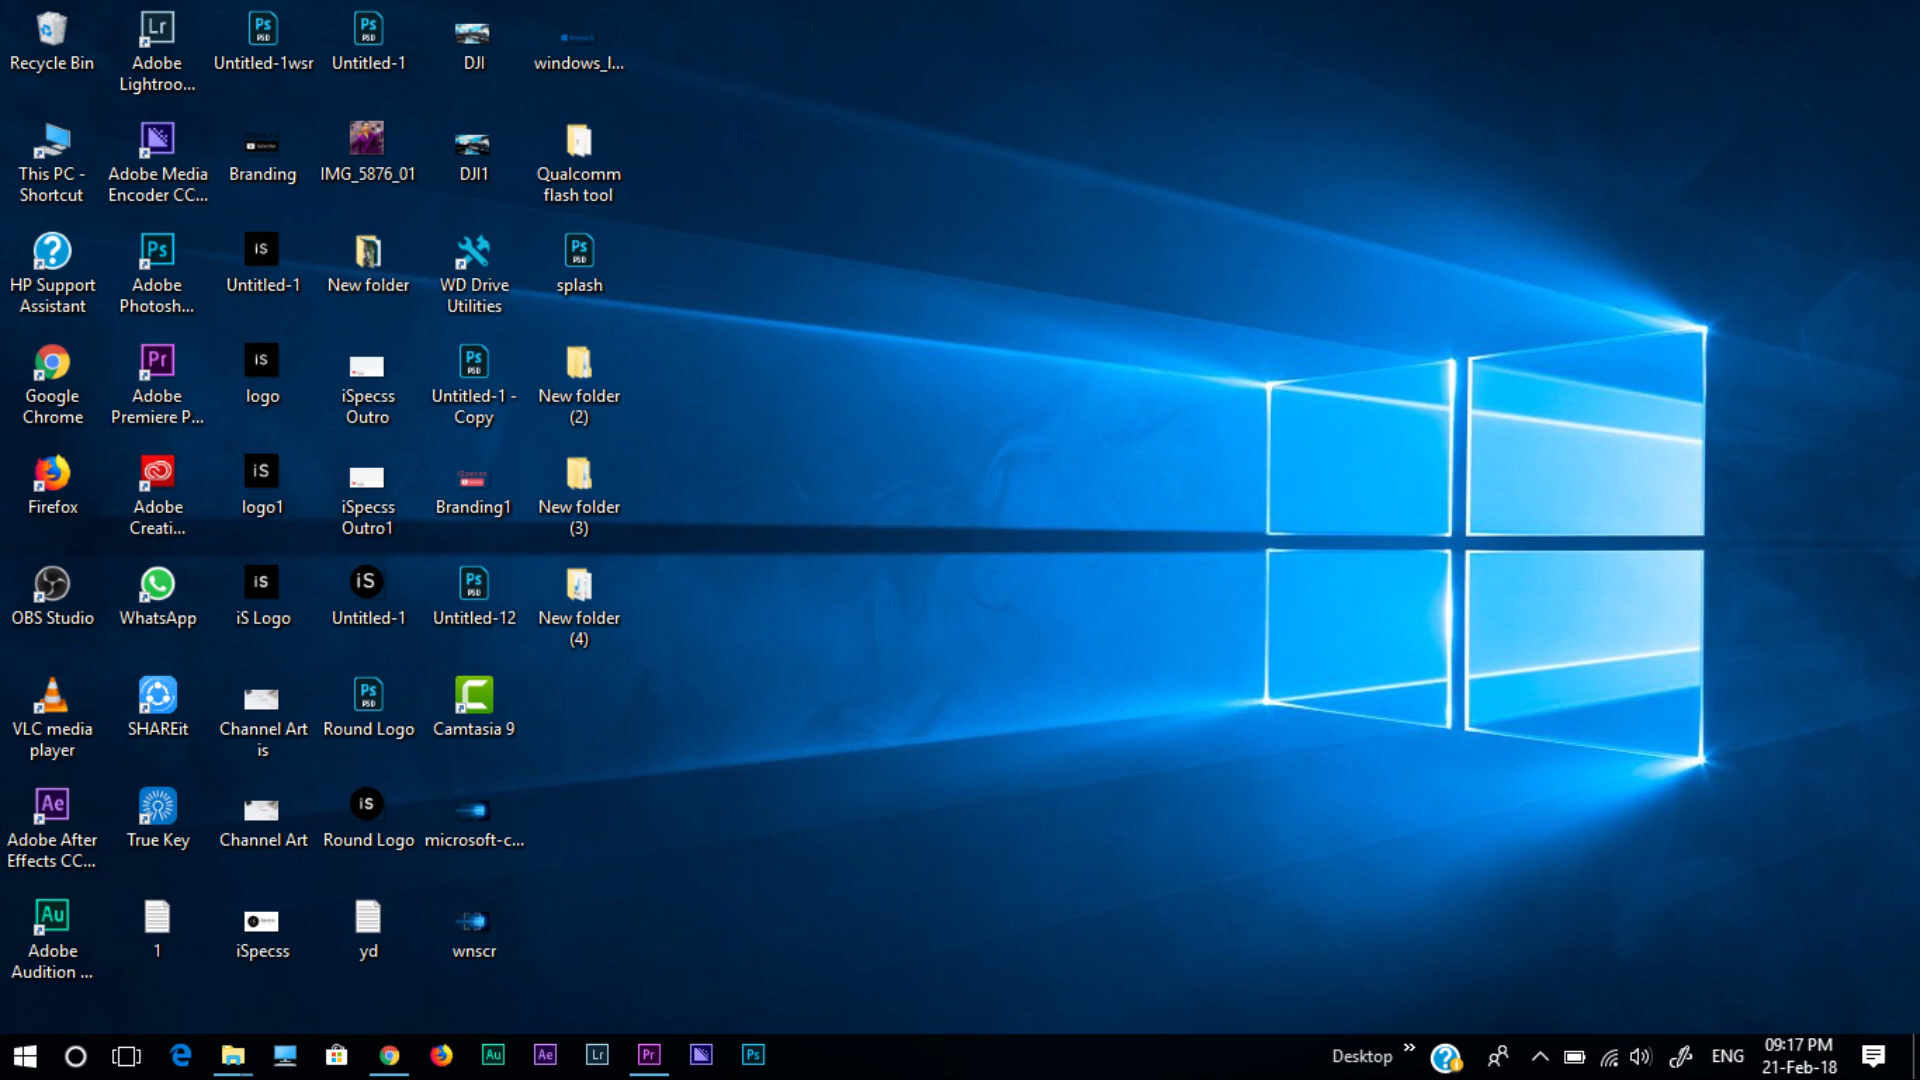 Recycle Bin
Adobe
Lightroo...
Untitled-1wsr
Untitled-1
DJI
windows_l...
This PC -
Shortcut
Adobe Media
Encoder CC...
Branding
IMG_5876_01
DJI1
Qualcomm
flash tool
HP Support
Assistant
Adobe
Photosh...
Untitled-1
New folder
WD Drive
Utilities
splash
Google
Chrome
Adobe
Premiere P...
logo
iSpecss
Outro
Untitled-1 -
Copy
New folder
(2)
Firefox
Adobe
Creati...
logo1
iSpecss
Outro1
Branding1
New folder
(3)
OBS Studio
WhatsApp
iS Logo
Untitled-1
Untitled-12
New folder
(4)
VLC media
player
SHAREit
Channel Art
is
Round Logo
Camtasia 9
Adobe After
Effects CC...
True Key
Channel Art
Round Logo
microsoft-c...
Adobe
Audition ...
1
iSpecss
yd
wnscr
Au
Ae
Lr
Pr
Ps
Desktop
ENG
09:17 PM
21-Feb-18